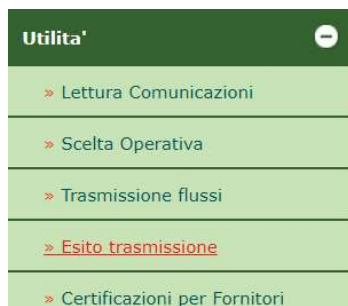 Utilita'
» Lettura Comunicazioni
» Scelta Operativa
» Trasmissione flussi
» Esito trasmissione
» Certificazioni per Fornitori